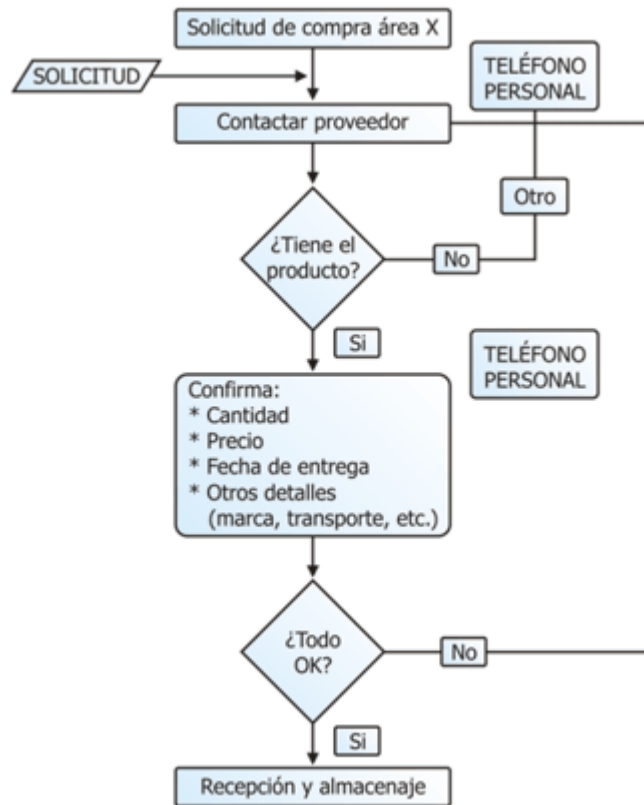 Solicitud de compra área X
SOLICITUD
TELÉFONO
PERSONAL
Contactar proveedor
Otro
¿Tiene el
producto?
No
Si
TELÉFONO
PERSONAL
Confirma:
* Cantidad
* Precio
* Fecha de entrega
* Otros detalles
(marca, transporte, etc.)
¿Todo
OK?
No
Si
Recepción y almacenaje